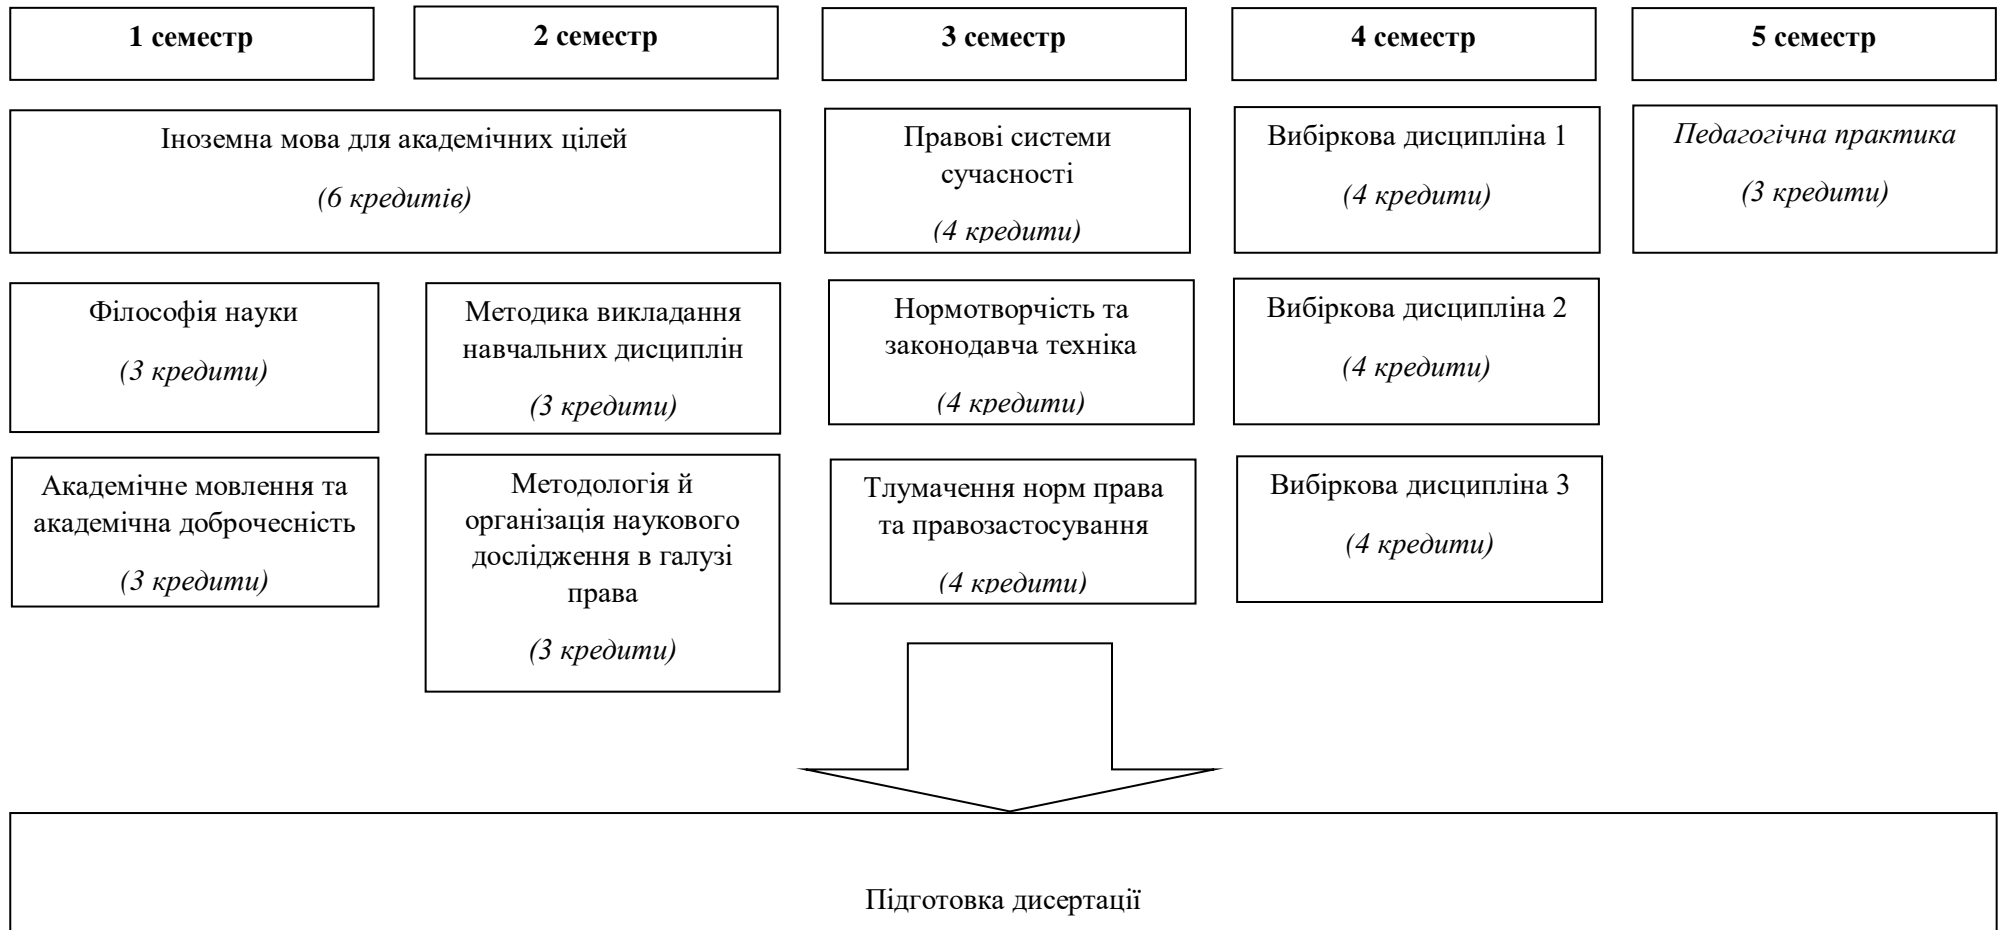 1 семестр
2 семестр
3 семестр
4 семестр
5 семестр
Іноземна мова для академічних цілей
(6 кредитів)
Правові системи
сучасності
(4 кредити)
Вибіркова дисципліна 1
(4 кредити)
Педагогічна практика
(3 кредити)
Філософія науки
(3 кредити)
Методика викладання
навчальних дисциплін
(3 кредити)
Нормотворчість та
законодавча техніка
(4 кредити)
Вибіркова дисципліна 2
(4 кредити)
Академічне мовлення та
академічна доброчесність
(3 кредити)
Методологія й
організація наукового
дослідження в галузі
права
(3 кредити)
Тлумачення норм права
та правозастосування
(4 кредити)
Вибіркова дисципліна 3
(4 кредити)
Підготовка дисертації